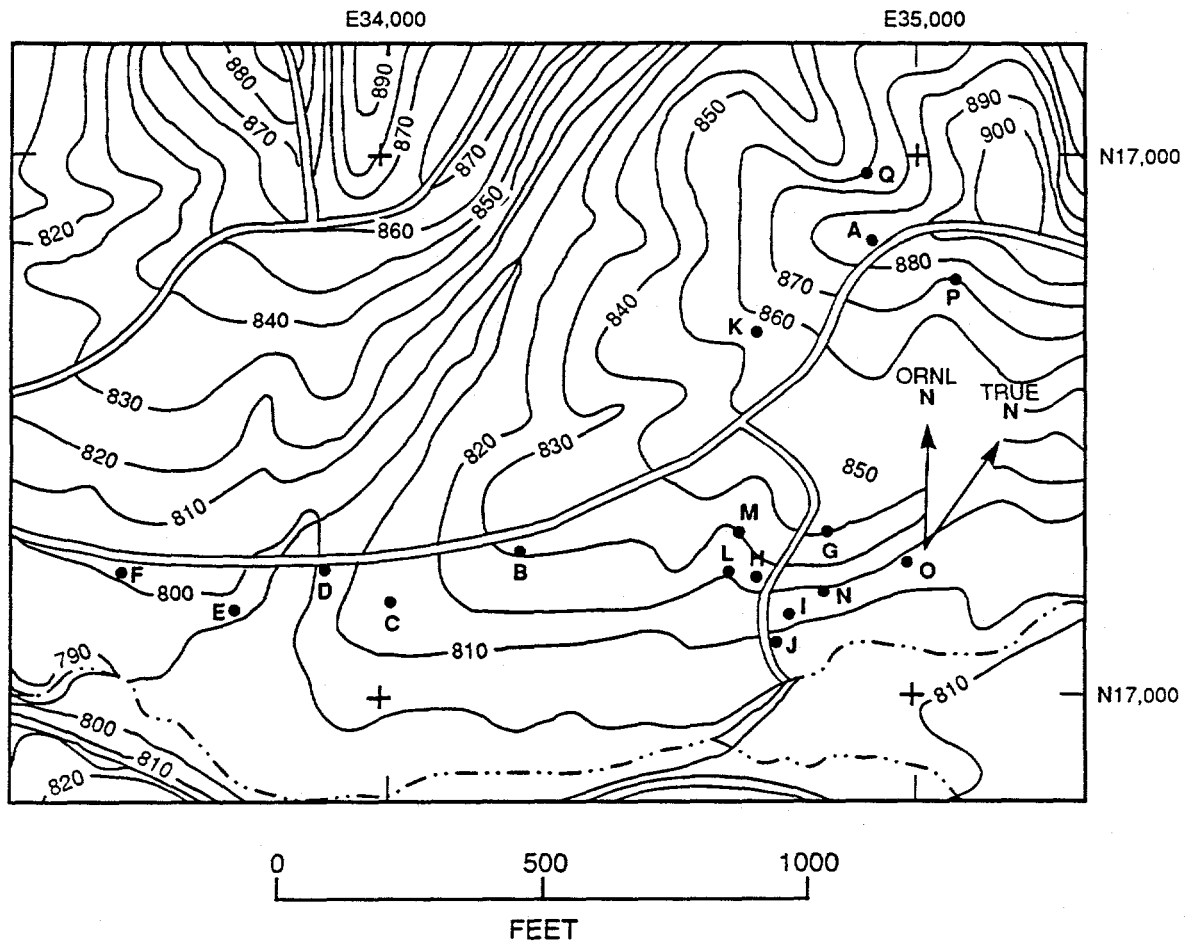 E34,000 E35,000
880 890 870 870 870 850 890 900
N17,000
850 Q
820 860 A
880
870 P
840 840 K 860
ORNL N
TRUE N
830
820 820 830 850
810
M
G
F B L H O
800 D N
E C I
J
810
790
N17,000
810
800
810
820
0 500 1000
FEET